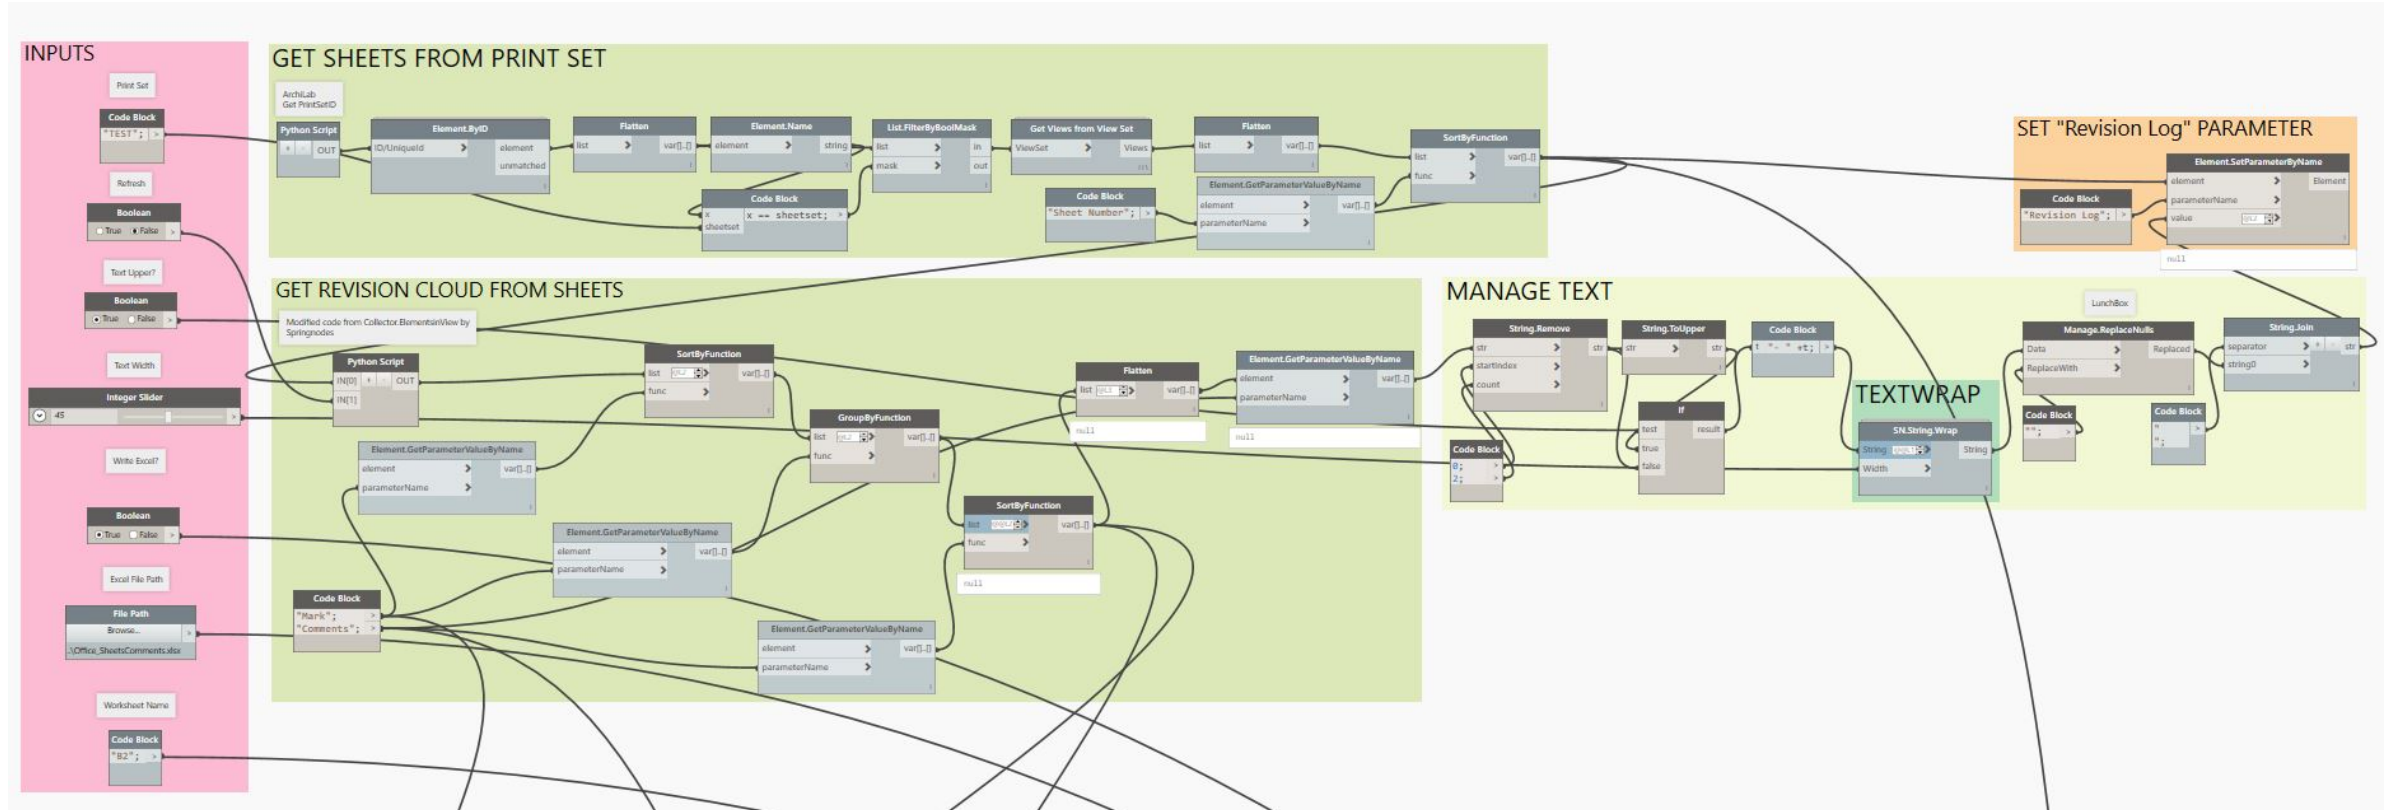 INPUTS
Print Set
Code Block
"TEST"; >
Refresh
Boolean
True False >
Text Upper?
Boolean
True False >
Text Width
Integer Slider
45 >
Write Excel?
Boolean
True False >
Excel File Path
File Path
Browse... >
.\Office_SheetsComments.xlsx
Worksheet Name
Code Block
"B2"; >
GET SHEETS FROM PRINT SET
ArchiLab
Get PrintSetID
Python Script
+ - OUT
Element.ByID
ID/UniqueId > element
unmatched
Flatten
list > var[]..[]
Element.Name
element > string
List.FilterByBoolMask
list > in
mask > out
Get Views from View Set
ViewSet > Views
Flatten
list > var[]..[]
SortByFunction
list > var[]..[]
func >
Code Block
x x == sheetset; >
sheetset
Code Block
"Sheet Number"; >
Element.GetParameterValueByName
element > var[]..[]
parameterName >
GET REVISION CLOUD FROM SHEETS
Modified code from Collector.ElementsinView by
Springnodes
Python Script
IN[0] + - OUT
IN[1]
SortByFunction
list > var[]..[]
func >
Element.GetParameterValueByName
element > var[]..[]
parameterName >
GroupByFunction
list > var[]..[]
func >
Element.GetParameterValueByName
element > var[]..[]
parameterName >
Code Block
"Mark"; >
"Comments"; >
SortByFunction
list > var[]..[]
func >
null
Element.GetParameterValueByName
element > var[]..[]
parameterName >
Flatten
list > var[]..[]
null
Element.GetParameterValueByName
element > var[]..[]
parameterName >
null
MANAGE TEXT
String.Remove
str > str
startIndex >
count >
Code Block
0; >
2; >
String.ToUpper
str > str
If
test result
true
false
Code Block
t "- " +t; >
TEXTWRAP
SN.String.Wrap
String > String
Width >
LunchBox
Manage.ReplaceNulls
Data > Replaced
ReplaceWith >
Code Block
""; >
String.Join
separator > + - str
string0 >
Code Block
" >
";
SET "Revision Log" PARAMETER
Code Block
"Revision Log"; >
Element.SetParameterByName
element > Element
parameterName >
value >
null